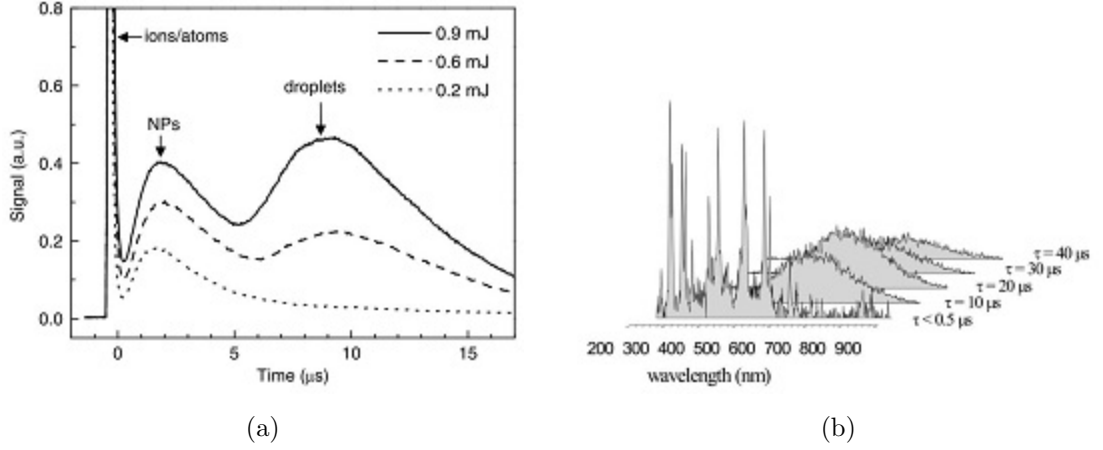 0.8
0.6
0.4
0.2
0.0
Signal (a.u.)
ions/atoms
NPs
droplets
0.9 mJ
0.6 mJ
0.2 mJ
0 5 10 15
Time (μs)
(a)
τ = 40 μs
τ = 30 μs
τ = 20 μs
τ = 10 μs
τ < 0.5 μs
200 300 400 500 600 700 800 900
wavelength (nm)
(b)